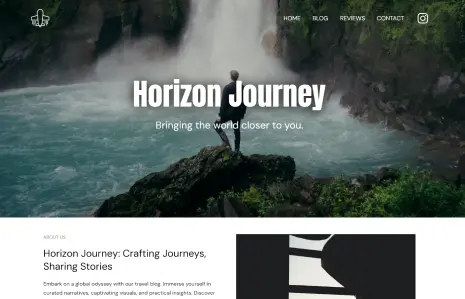 HOME BLOG REVIEWS CONTACT
Horizon Journey
Bringing the world closer to you.
ABOUT US
Horizon Journey: Crafting Journeys,
Sharing Stories
Embark on a global odyssey with our travel blog. Immerse yourself in
curated narratives, captivating visuals, and practical insights. Discover